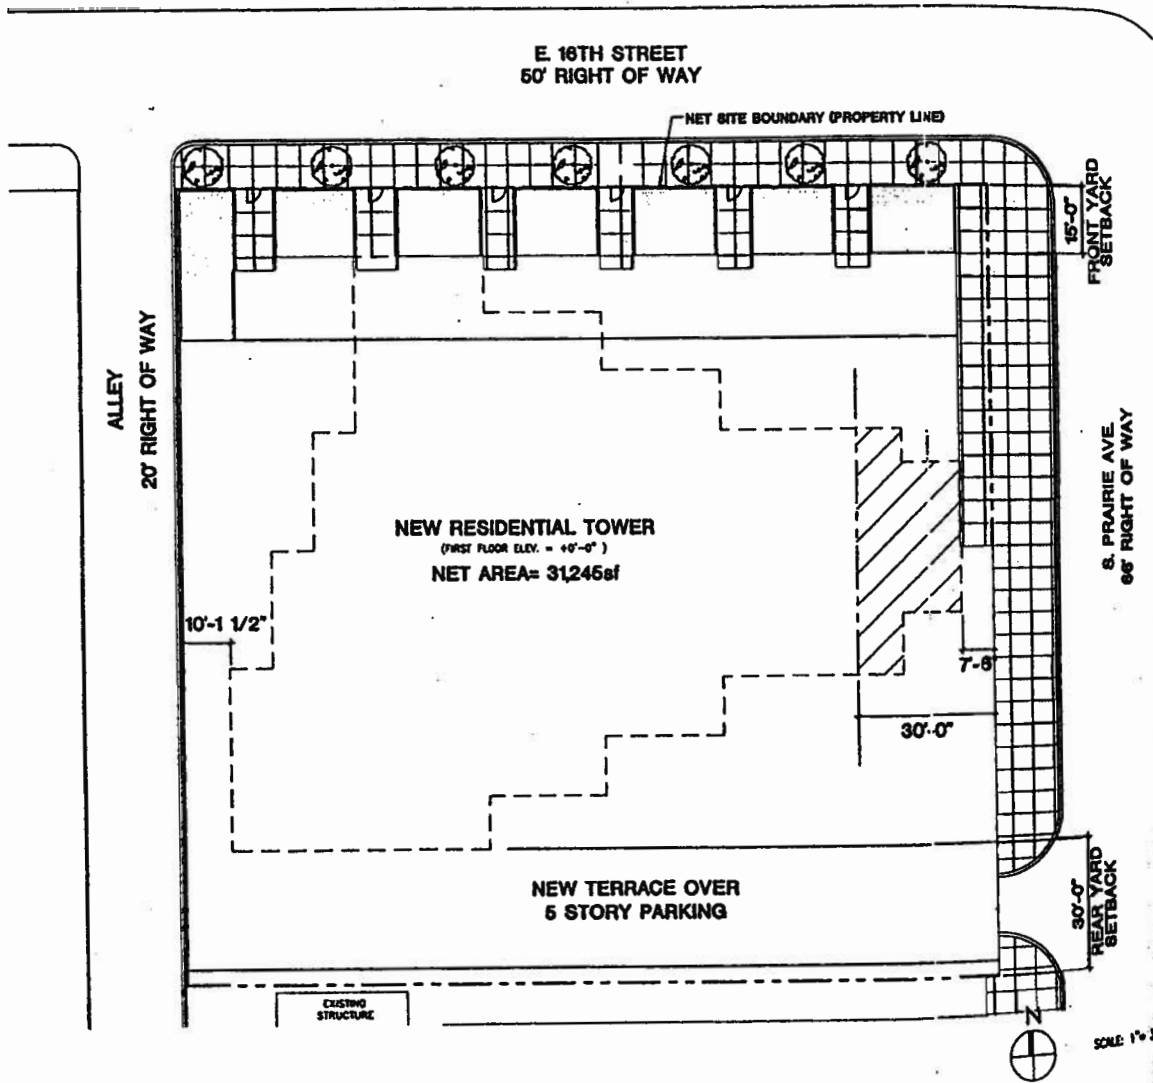 E. 16TH STREET
50' RIGHT OF WAY
NET SITE BOUNDARY (PROPERTY LINE)
15'-0"
FRONT YARD
SETBACK
ALLEY
20' RIGHT OF WAY
S. PRAIRIE AVE.
66' RIGHT OF WAY
NEW RESIDENTIAL TOWER
(FIRST FLOOR ELEV. = +0'-0" )
NET AREA= 31,245sf
10'-1 1/2"
7'-6"
30'-0"
NEW TERRACE OVER
5 STORY PARKING
30'-0"
REAR YARD
SETBACK
EXISTING
STRUCTURE
N
SCALE: 1"=